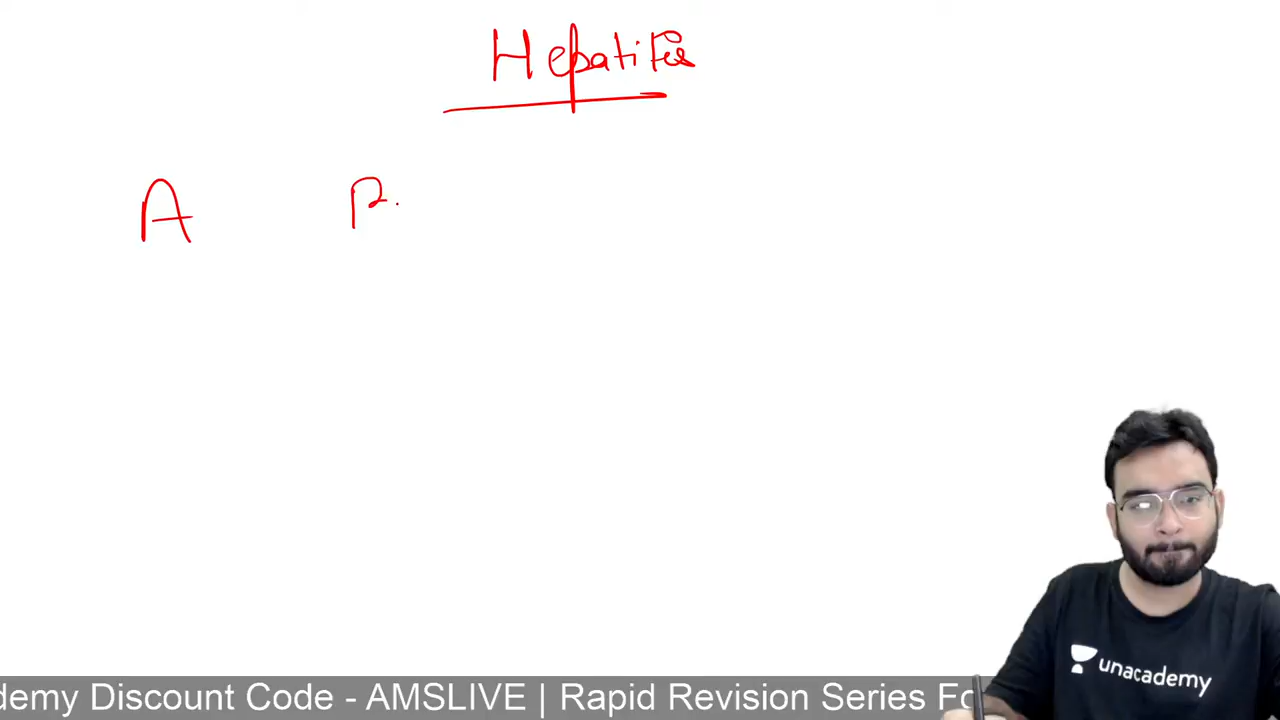 Hepatitis
A B
unacademy
demy Discount Code - AMSLIVE | Rapid Revision Series Fo